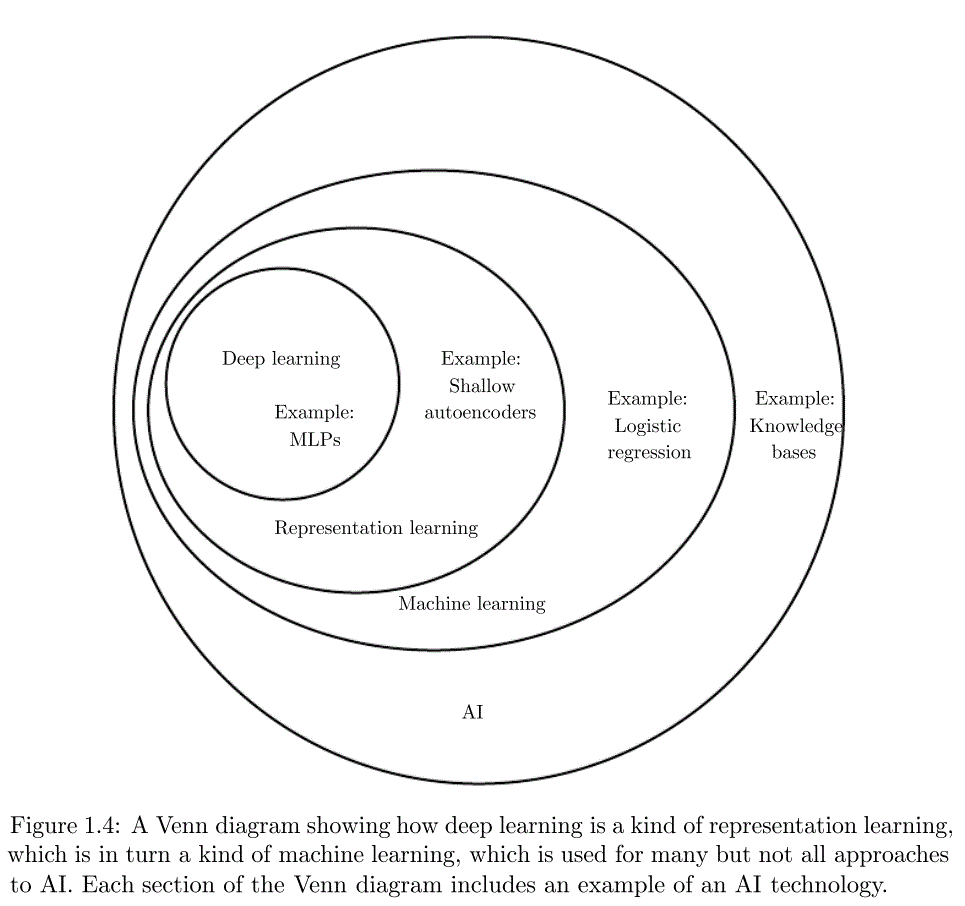 Deep learning
Example:
MLPs
Example:
Shallow
autoencoders
Example:
Logistic
regression
Example:
Knowledge
bases
Representation learning
Machine learning
AI
Figure 1.4: A Venn diagram showing how deep learning is a kind of representation learning,
which is in turn a kind of machine learning, which is used for many but not all approaches
to AI. Each section of the Venn diagram includes an example of an AI technology.